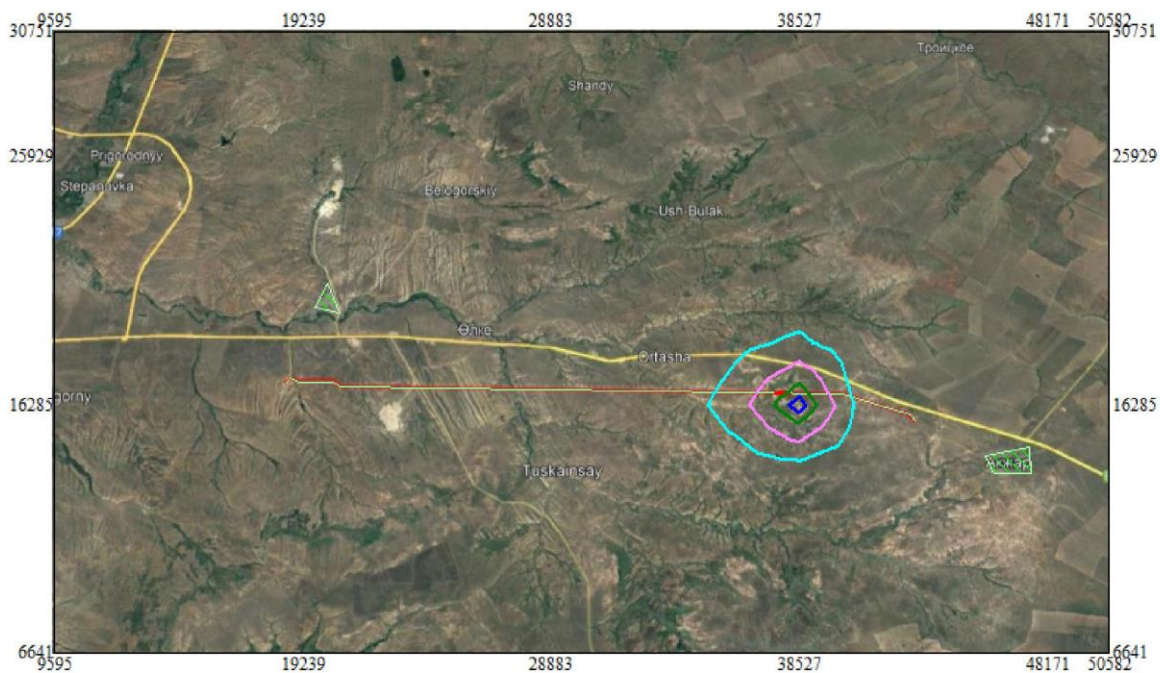 9595 19239 28883 38527 48171 50582
30751 30751
Троицкое
Shandy
25929 25929
Prigorodnyy
Stepanovka
Belogorskiy
Ush-Bulak
Өлке
Ortasha
gorny
16285 16285
Аккар
Tuskainsay
6641 6641
9595 19239 28883 38527 48171 50582